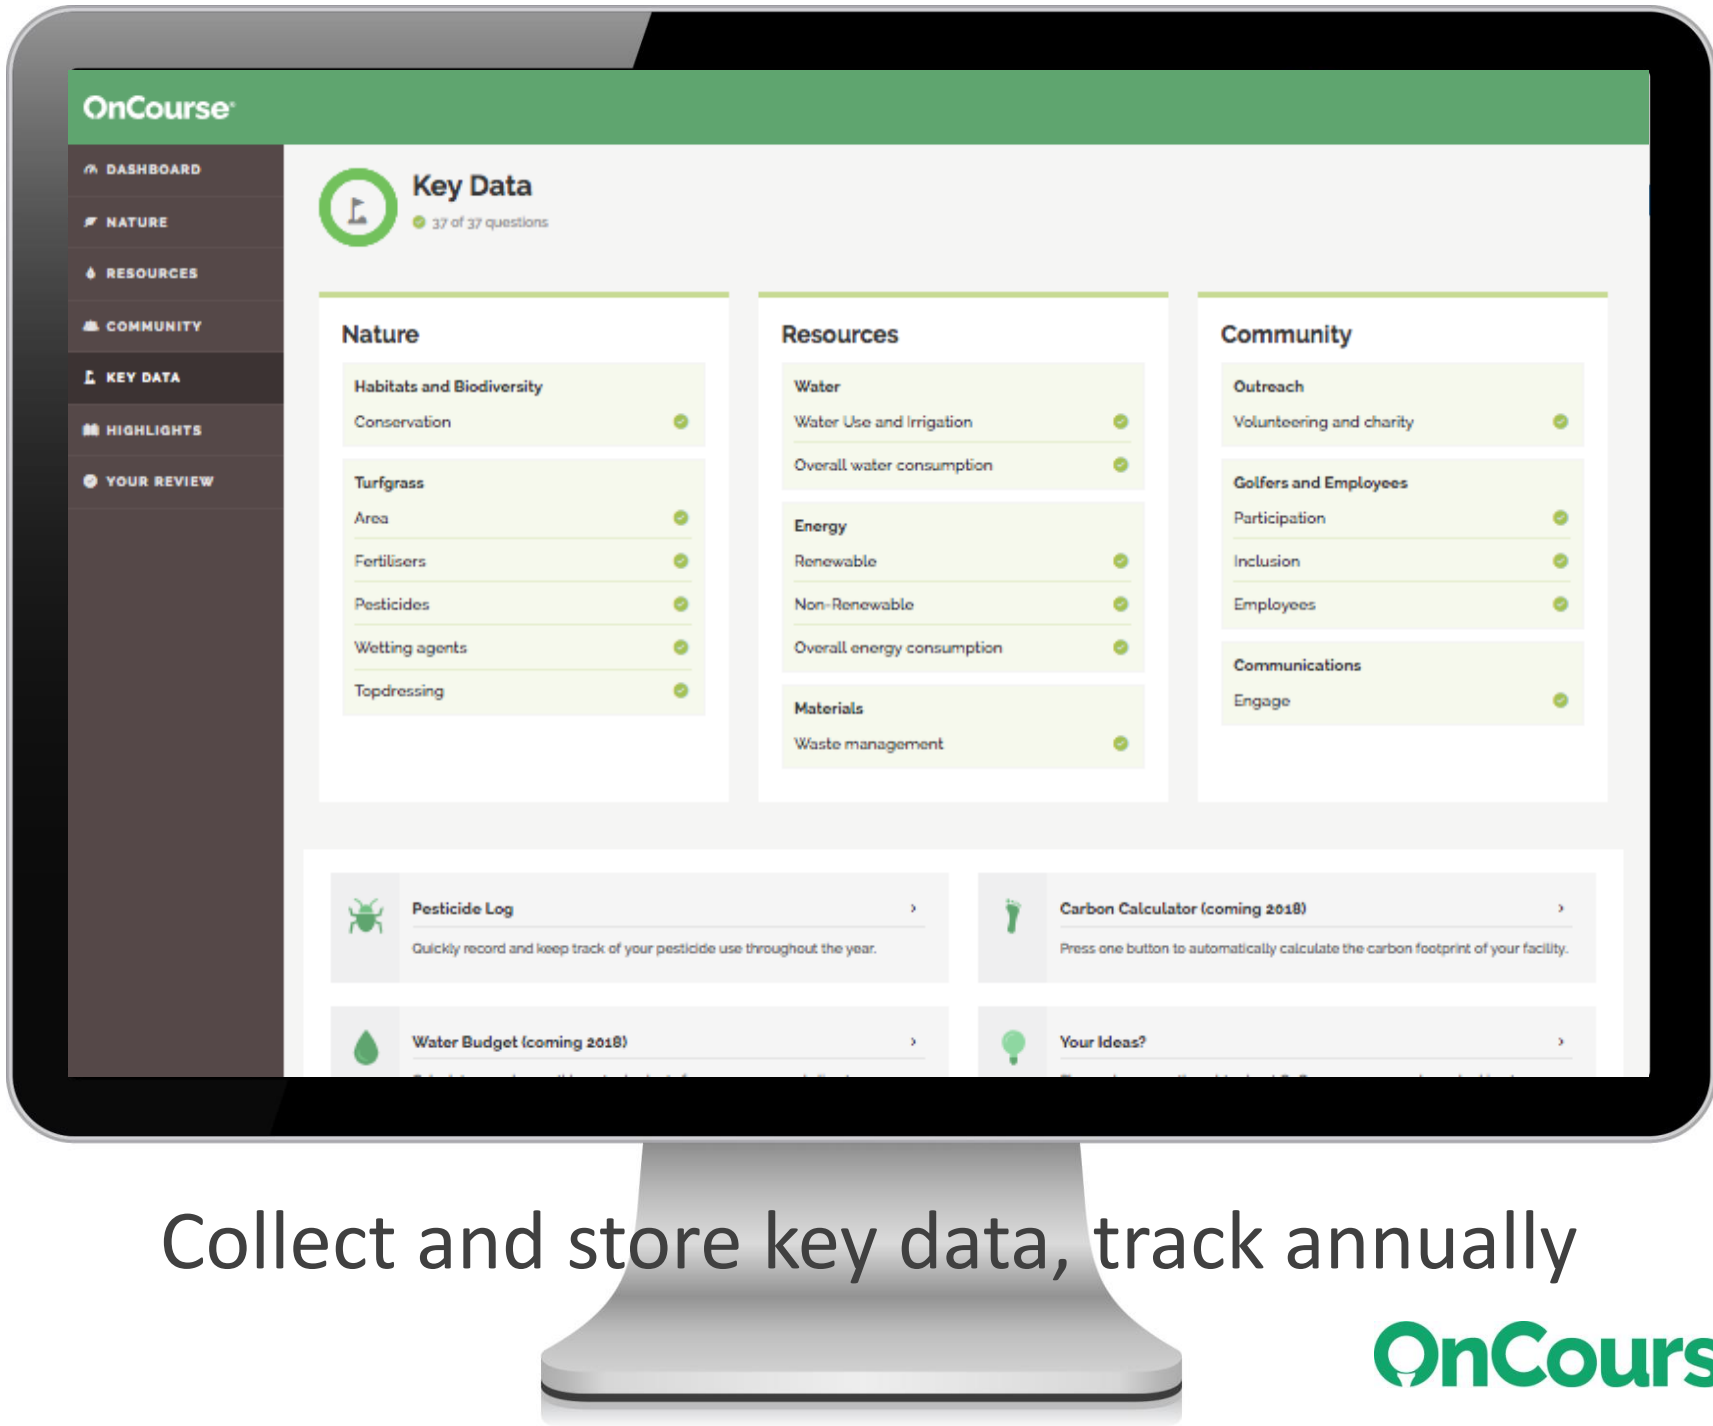 OnCourse®
DASHBOARD
NATURE
RESOURCES
COMMUNITY
KEY DATA
HIGHLIGHTS
YOUR REVIEW
Key Data
37 of 37 questions
Nature
Habitats and Biodiversity
Conservation
Turfgrass
Area
Fertilisers
Pesticides
Wetting agents
Topdressing
Resources
Water
Water Use and Irrigation
Overall water consumption
Energy
Renewable
Non-Renewable
Overall energy consumption
Materials
Waste management
Community
Outreach
Volunteering and charity
Golfers and Employees
Participation
Inclusion
Employees
Communications
Engage
Pesticide Log
Quickly record and keep track of your pesticide use throughout the year.
Carbon Calculator (coming 2018)
Press one button to automatically calculate the carbon footprint of your facility.
Water Budget (coming 2018)
Your Ideas?
Collect and store key data, track annually
OnCours